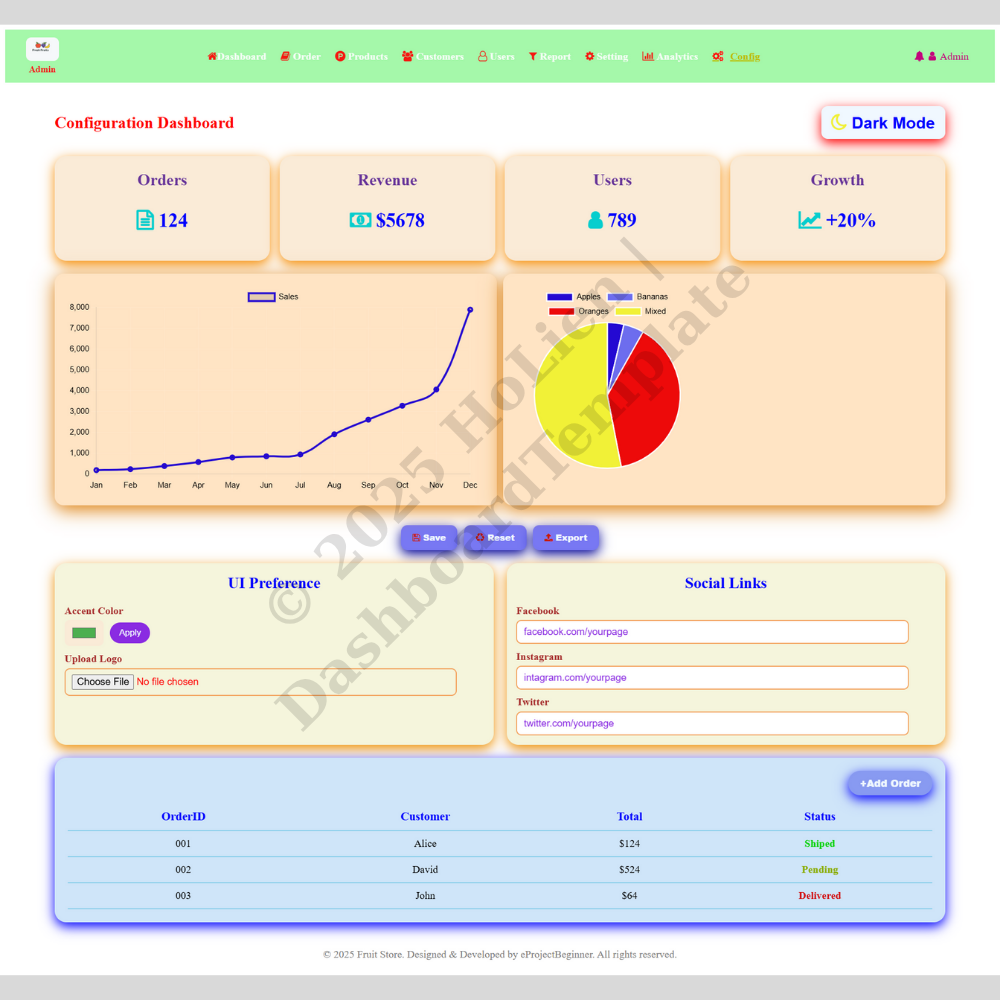 Admin
Dashboard Order Products Customers Users Report Setting Analytics Config
Admin
Configuration Dashboard
Dark Mode
Orders
124
Revenue
$5678
Users
789
Growth
+20%
Sales
8,000
7,000
6,000
5,000
4,000
3,000
2,000
1,000
0
Jan Feb Mar Apr May Jun Jul Aug Sep Oct Nov Dec
Apples Bananas
Oranges Mixed
© 2025 HoLien |
DashboardTemplate
Save Reset Export
UI Preference
Accent Color
Apply
Upload Logo
Choose File No file chosen
Social Links
Facebook
facebook.com/yourpage
Instagram
intagram.com/yourpage
Twitter
twitter.com/yourpage
+Add Order
OrderID Customer Total Status
001 Alice $124 Shiped
002 David $524 Pending
003 John $64 Delivered
© 2025 Fruit Store. Designed & Developed by eProjectBeginner. All rights reserved.